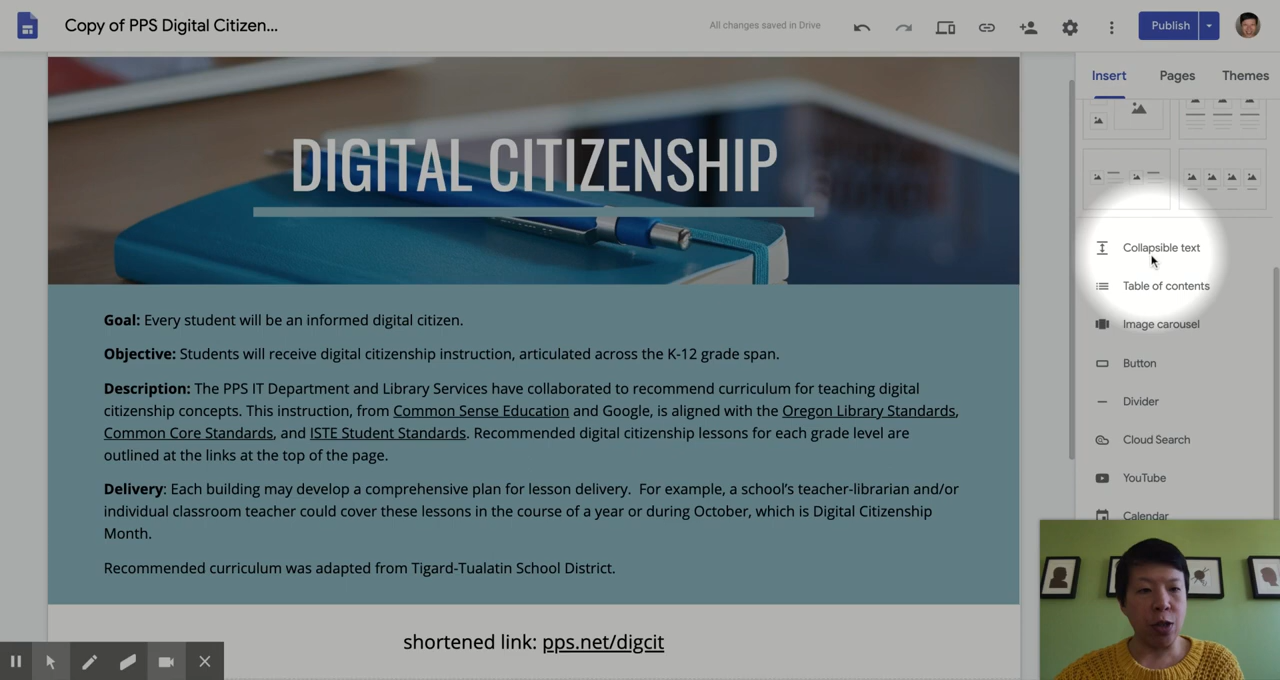 Copy of PPS Digital Citizen...
All changes saved in Drive
Publish
Insert
Pages
Themes
DIGITAL CITIZENSHIP
Goal: Every student will be an informed digital citizen.
Objective: Students will receive digital citizenship instruction, articulated across the K-12 grade span.
Description: The PPS IT Department and Library Services have collaborated to recommend curriculum for teaching digital
citizenship concepts. This instruction, from Common Sense Education and Google, is aligned with the Oregon Library Standards,
Common Core Standards, and ISTE Student Standards. Recommended digital citizenship lessons for each grade level are
outlined at the links at the top of the page.
Delivery: Each building may develop a comprehensive plan for lesson delivery.  For example, a school's teacher-librarian and/or
individual classroom teacher could cover these lessons in the course of a year or during October, which is Digital Citizenship
Month.
Recommended curriculum was adapted from Tigard-Tualatin School District.
shortened link: pps.net/digcit
Collapsible text
Table of contents
Image carousel
Button
Divider
Cloud Search
YouTube
Calendar